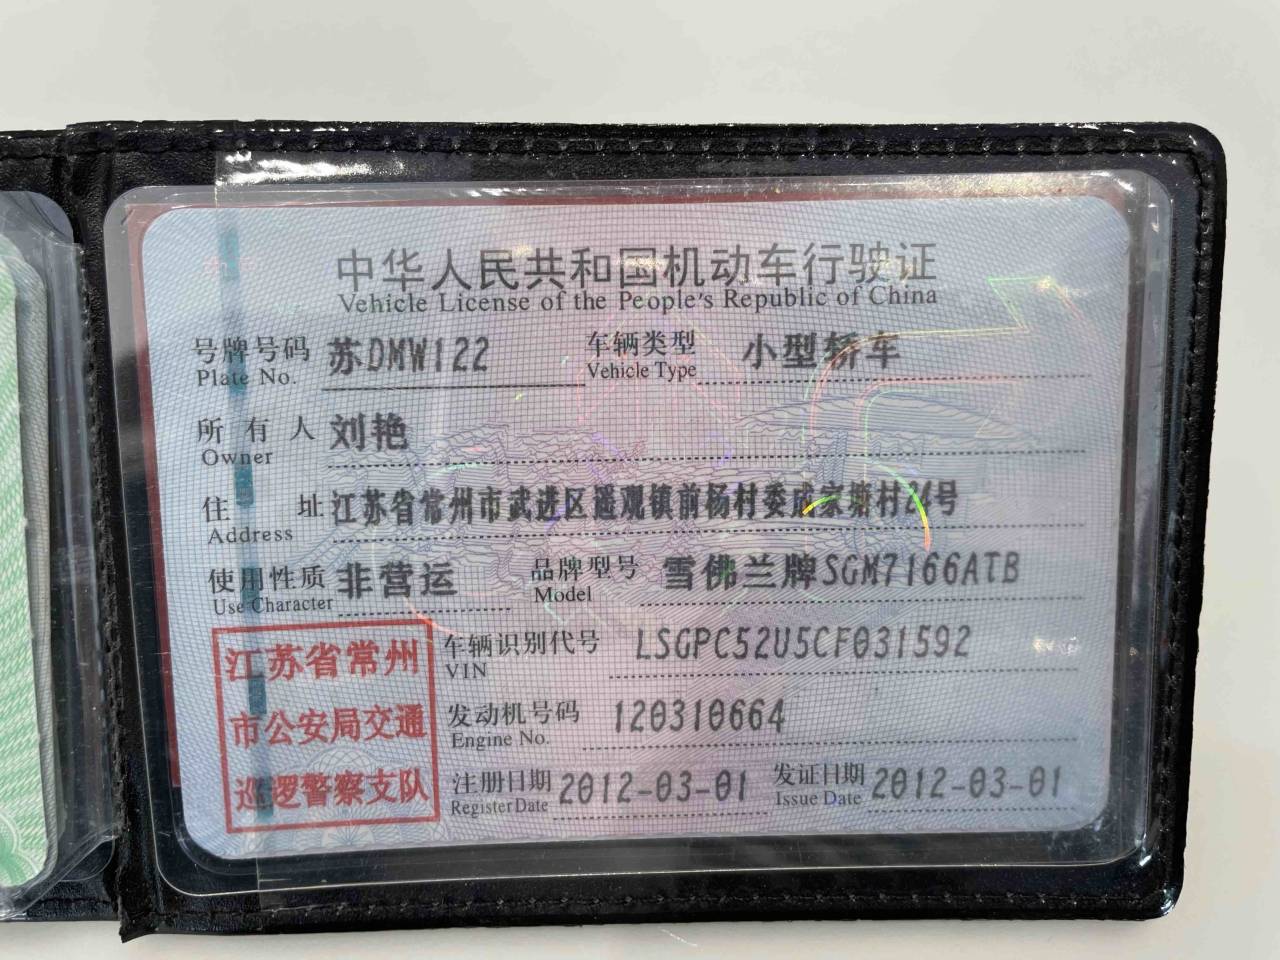 中华人民共和国机动车行驶证
Vehicle License of the People's Republic of China
号牌号码 苏DMW122 车辆类型 小型轿车
Plate No. Vehicle Type
所有人 刘艳
Owner
住址 江苏省常州市武进区遥观镇前杨村委成家塘村24号
Address
使用性质 非营运 品牌型号 雪佛兰牌SGM7166ATB
Use Character Model
江苏省常州
市公安局交通
巡逻警察支队
车辆识别代号 LSGPC52U5CF031592
VIN
发动机号码 120310664
Engine No.
注册日期 2012-03-01 发证日期 2012-03-01
Register Date Issue Date